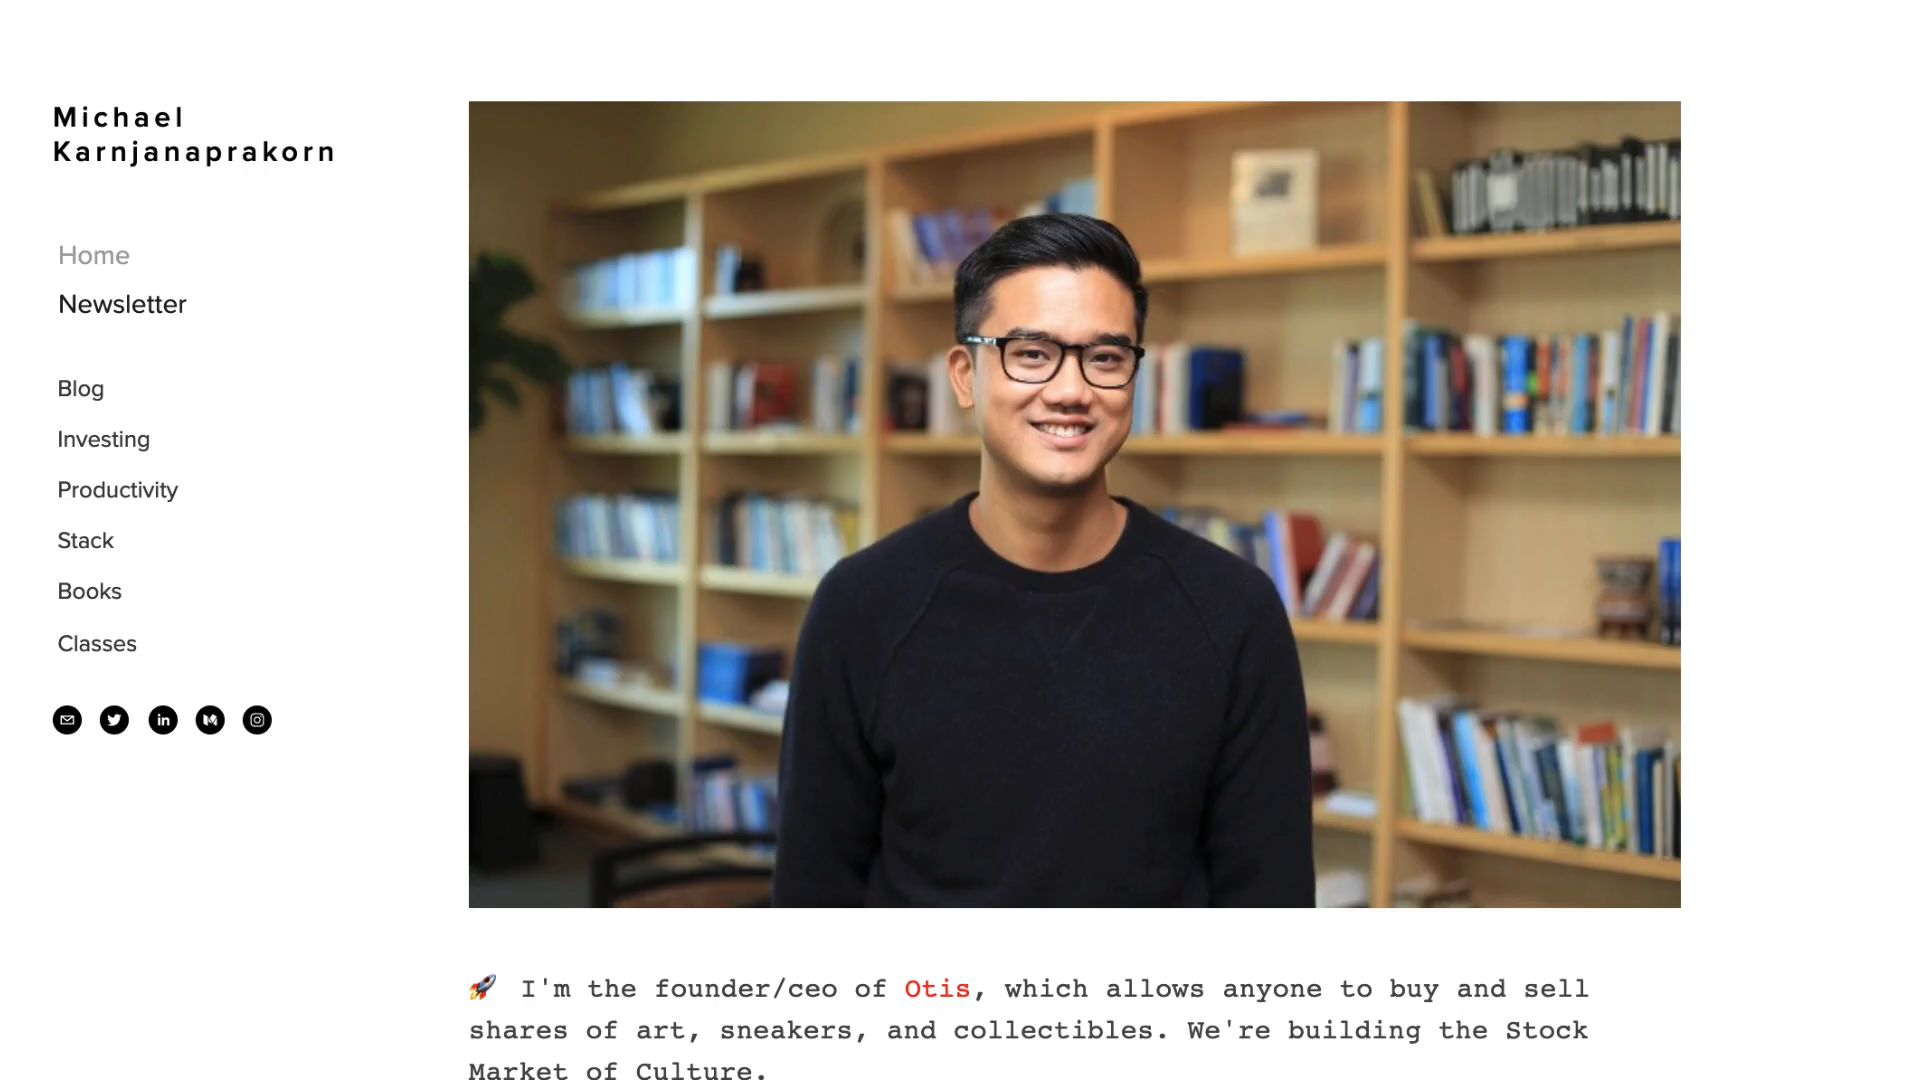 Michael
Karnjanaprakorn
Home
Newsletter
Blog
Investing
Productivity
Stack
Books
Classes
🚀 I'm the founder/ceo of Otis, which allows anyone to buy and sell
shares of art, sneakers, and collectibles. We're building the Stock
Market of Culture.